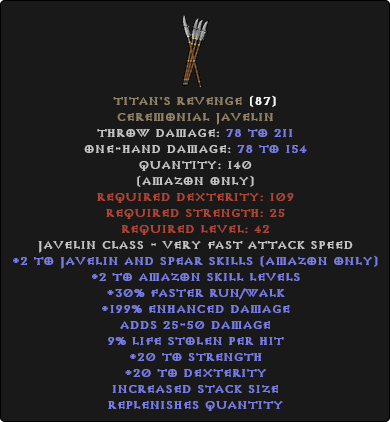 TITAN'S REVENGE (87)
CEREMONIAL JAVELIN
THROW DAMAGE: 78 TO 211
ONE-HAND DAMAGE: 78 TO 154
QUANTITY: 140
(AMAZON ONLY)
REQUIRED DEXTERITY: 109
REQUIRED STRENGTH: 25
REQUIRED LEVEL: 42
JAVELIN CLASS - VERY FAST ATTACK SPEED
+2 TO JAVELIN AND SPEAR SKILLS (AMAZON ONLY)
+2 TO AMAZON SKILL LEVELS
+30% FASTER RUN/WALK
+199% ENHANCED DAMAGE
ADDS 25-50 DAMAGE
9% LIFE STOLEN PER HIT
+20 TO STRENGTH
+20 TO DEXTERITY
INCREASED STACK SIZE
REPLENISHES QUANTITY